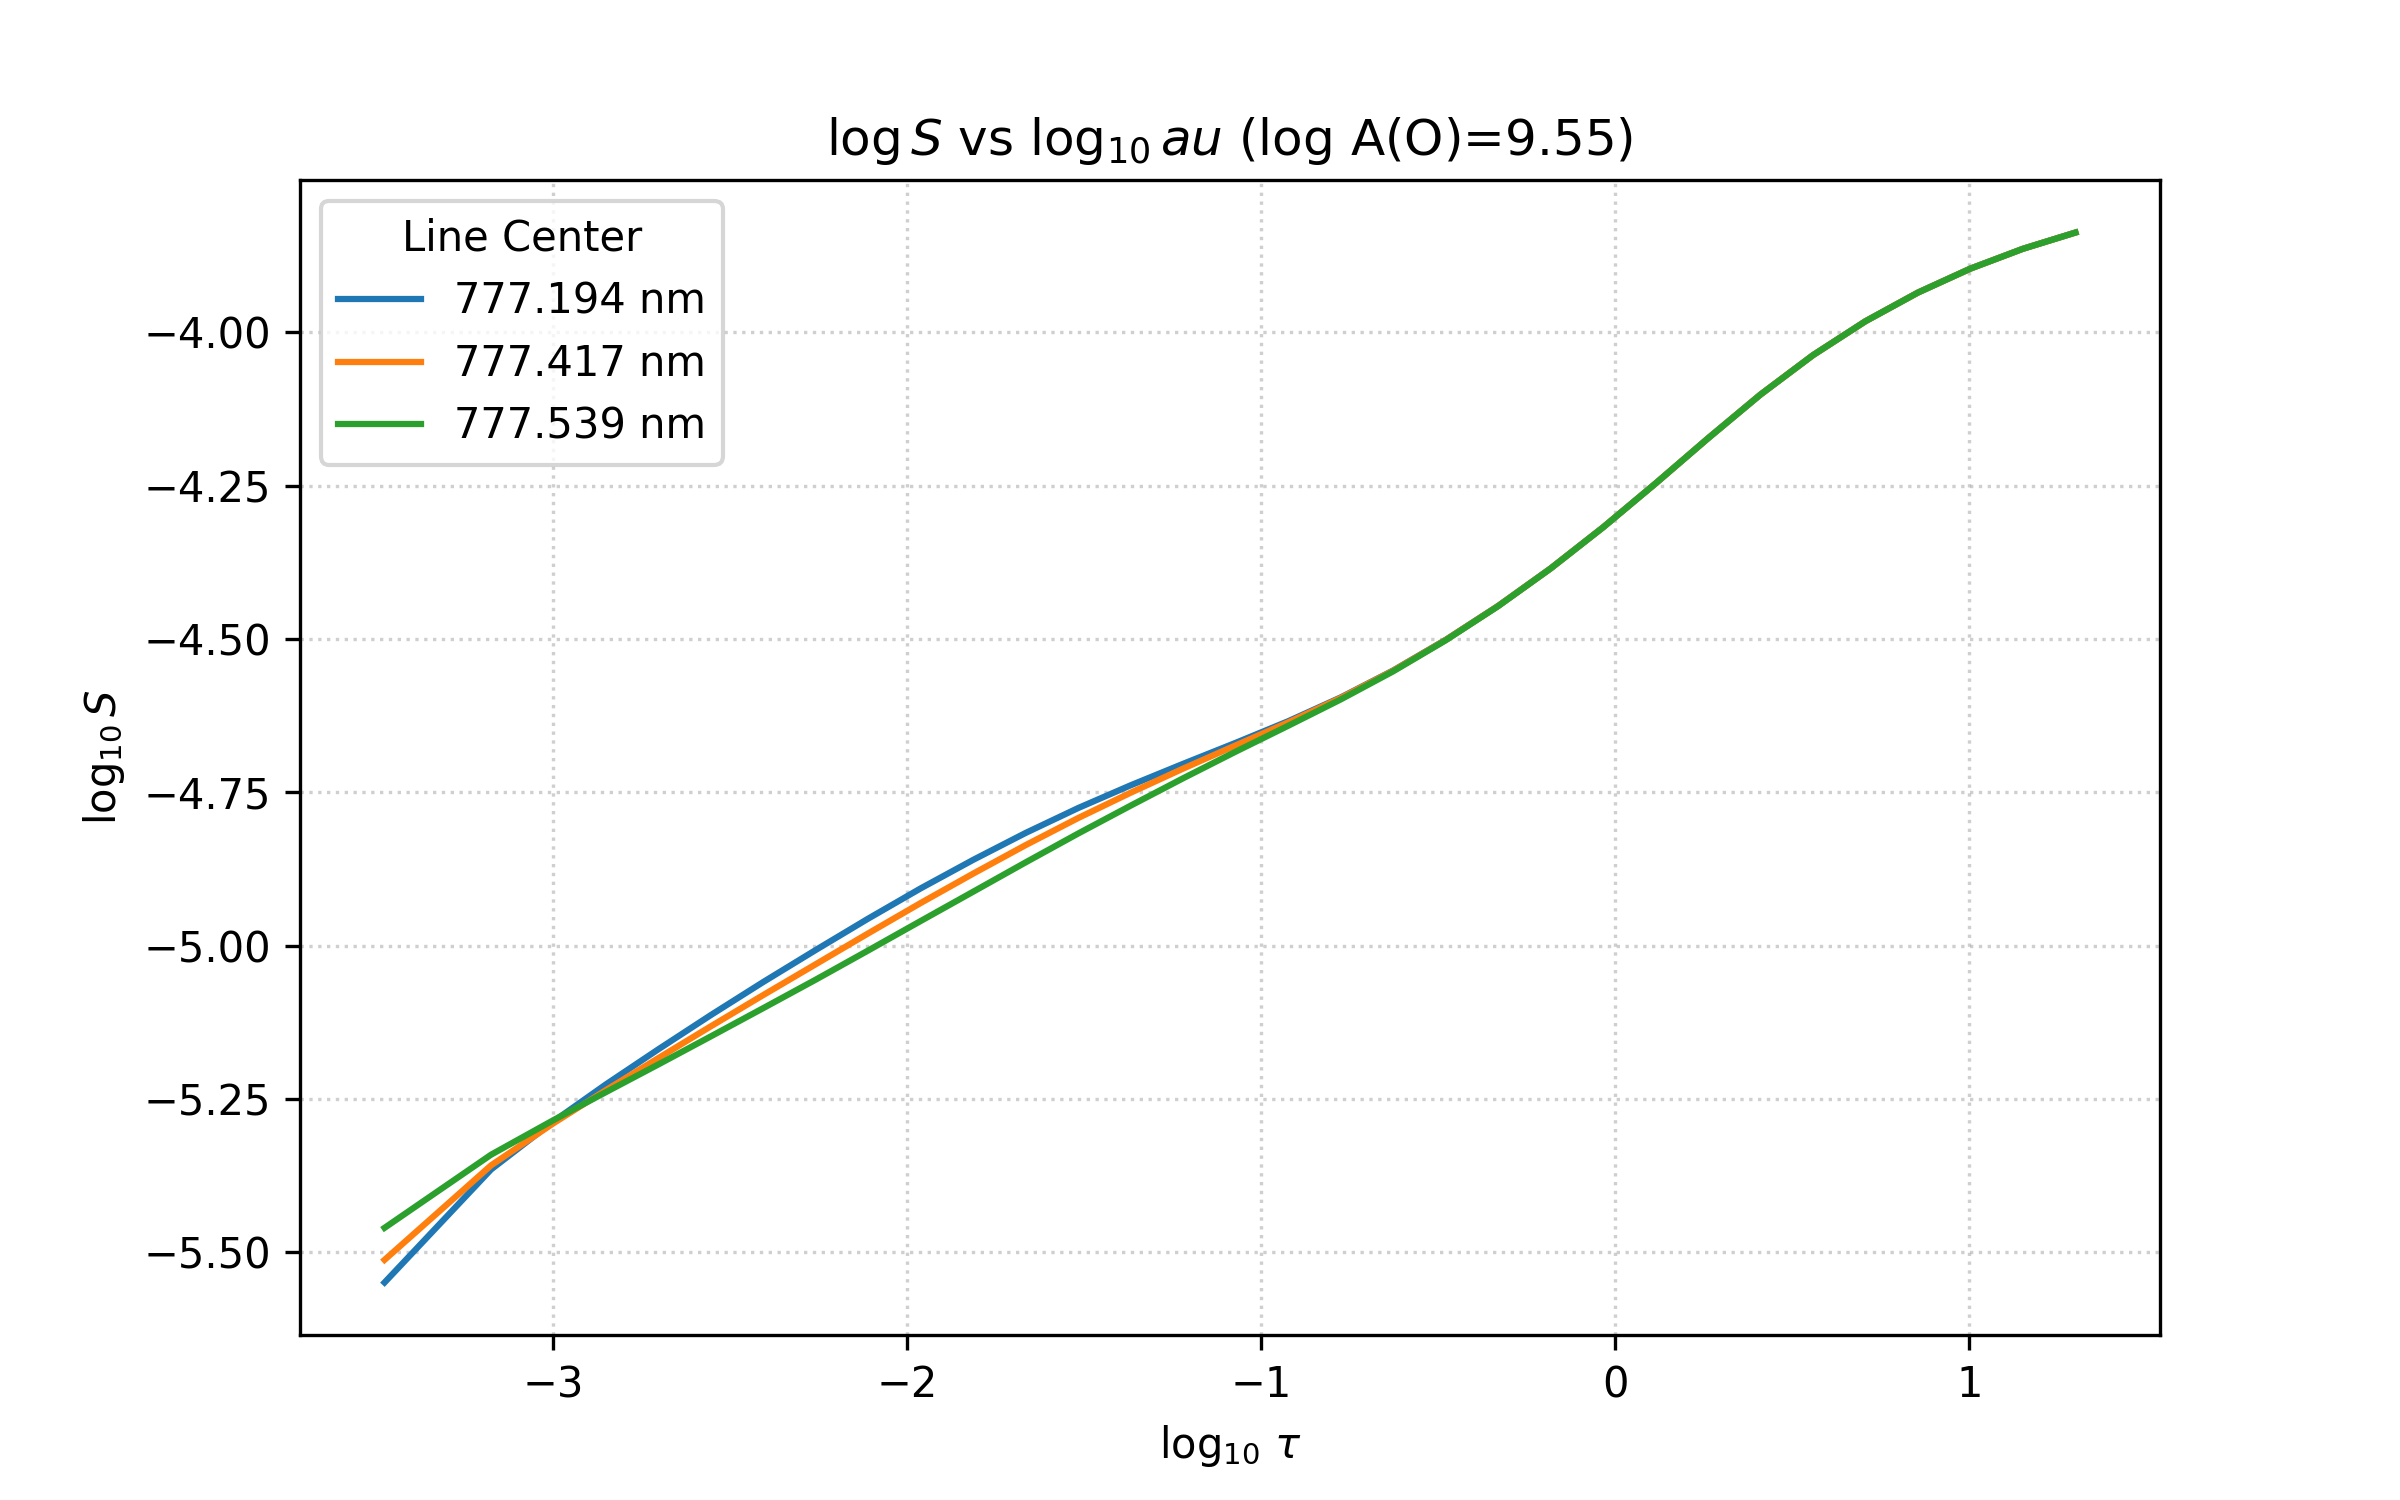 log S vs log₁₀ au (log A(O)=9.55)
Line Center
777.194 nm
777.417 nm
777.539 nm
−4.00
−4.25
−4.50
−4.75
−5.00
−5.25
−5.50
log₁₀ S
−3
−2
−1
0
1
log₁₀ τ